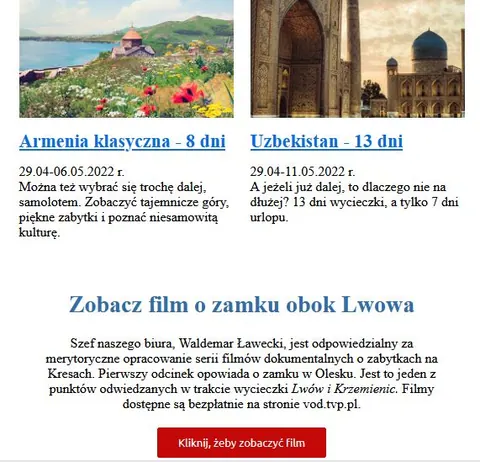 Armenia klasyczna - 8 dni
29.04-06.05.2022 r.
Można też wybrać się trochę dalej,
samolotem. Zobaczyć tajemnicze góry,
piękne zabytki i poznać niesamowitą
kulturę.
Uzbekistan - 13 dni
29.04-11.05.2022 r.
A jeżeli już dalej, to dlaczego nie na
dłużej? 13 dni wycieczki, a tylko 7 dni
urlopu.
Zobacz film o zamku obok Lwowa
Szef naszego biura, Waldemar Ławecki, jest odpowiedzialny za
merytoryczne opracowanie serii filmów dokumentalnych o zabytkach na
Kresach. Pierwszy odcinek opowiada o zamku w Olesku. Jest to jeden z
punktów odwiedzanych w trakcie wycieczki Lwów i Krzemienic. Filmy
dostępne są bezpłatnie na stronie vod.tvp.pl.
Kliknij, żeby zobaczyć film